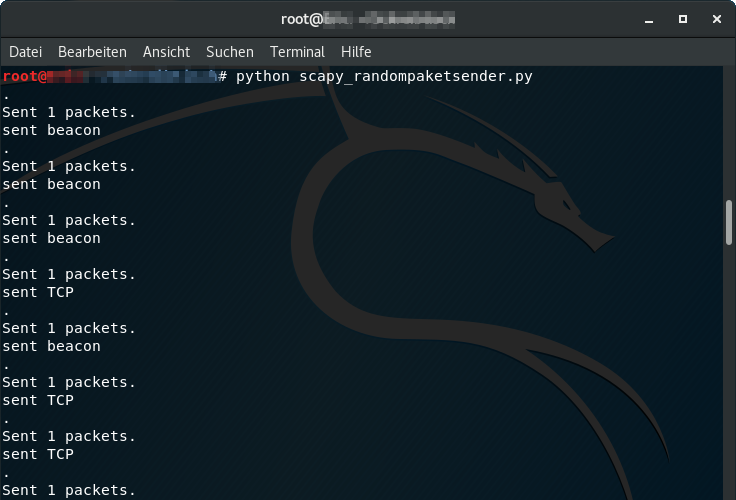 root@
Datei Bearbeiten Ansicht Suchen Terminal Hilfe
root@ # python scapy_randompaketsender.py
.
Sent 1 packets.
sent beacon
.
Sent 1 packets.
sent beacon
.
Sent 1 packets.
sent beacon
.
Sent 1 packets.
sent TCP
.
Sent 1 packets.
sent beacon
.
Sent 1 packets.
sent TCP
.
Sent 1 packets.
sent TCP
.
Sent 1 packets.